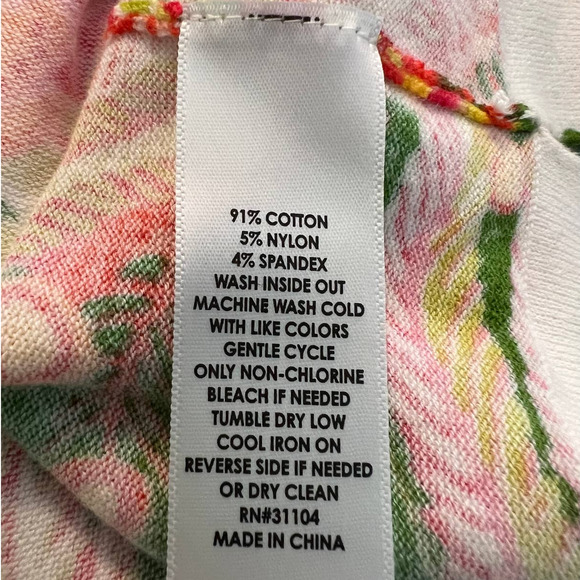 91% COTTON
5% NYLON
4% SPANDEX
WASH INSIDE OUT
MACHINE WASH COLD
WITH LIKE COLORS
GENTLE CYCLE
ONLY NON-CHLORINE
BLEACH IF NEEDED
TUMBLE DRY LOW
COOL IRON ON
REVERSE SIDE IF NEEDED
OR DRY CLEAN
RN#31104
MADE IN CHINA